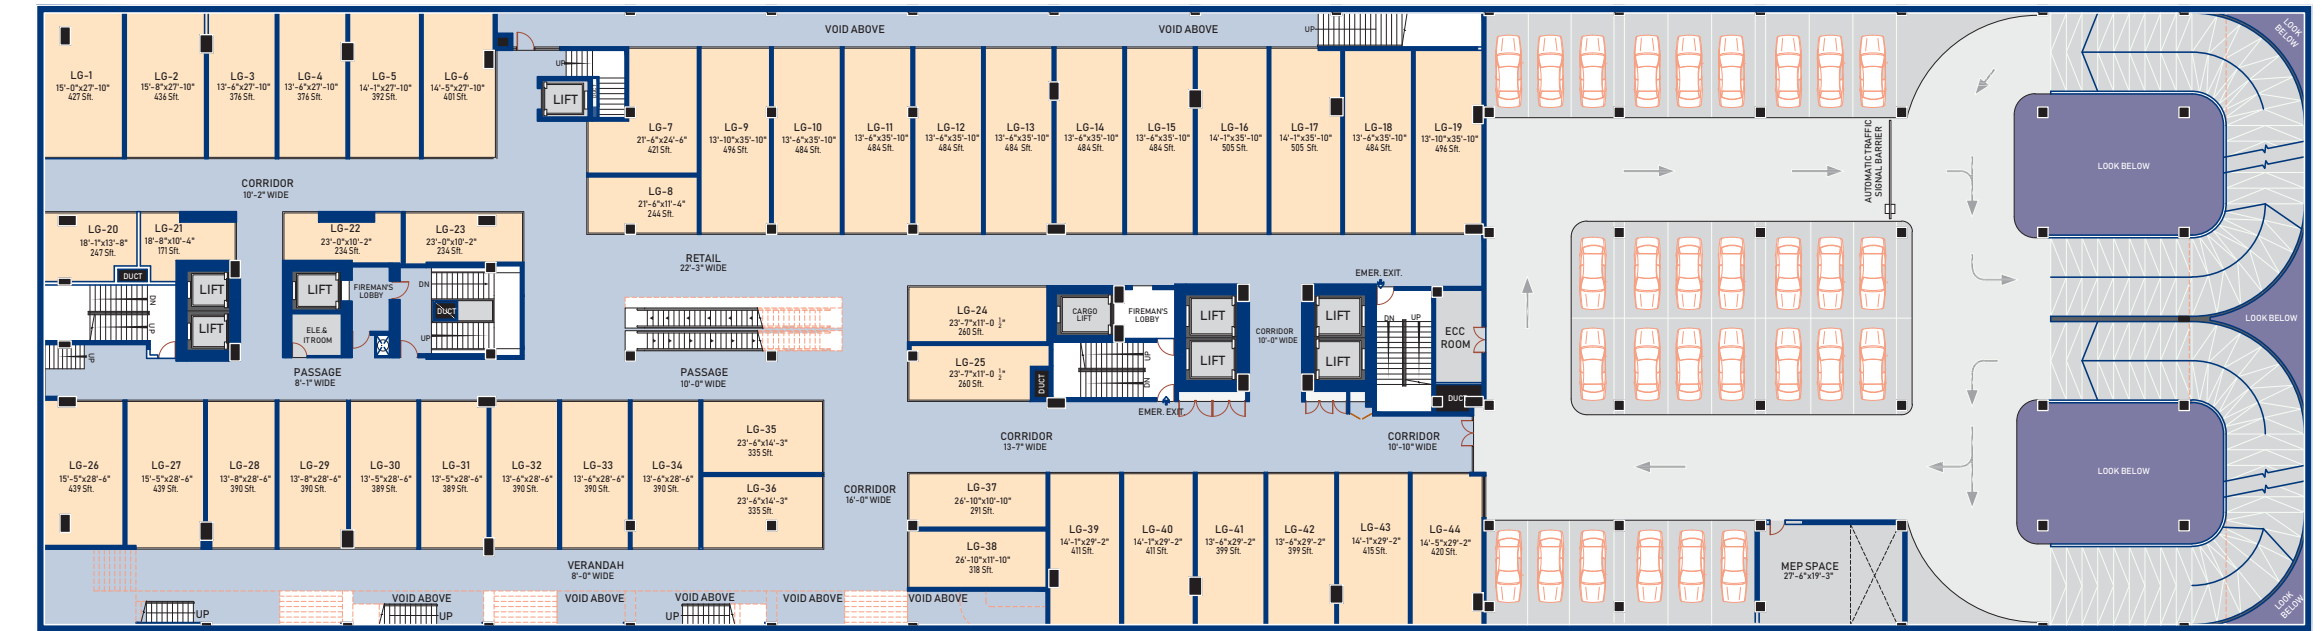 VOID ABOVE
VOID ABOVE
UP
LOOK
BELOW
LG-1
15'-0"x27'-10"
427 Sft.
LG-2
15'-8"x27'-10"
436 Sft.
LG-3
13'-6"x27'-10"
376 Sft.
LG-4
13'-6"x27'-10"
376 Sft.
LG-5
14'-1"x27'-10"
392 Sft.
LG-6
14'-5"x27'-10"
401 Sft.
UP
LIFT
LG-7
21'-6"x24'-6"
421 Sft.
LG-8
21'-6"x11'-4"
244 Sft.
LG-9
13'-10"x35'-10"
496 Sft.
LG-10
13'-6"x35'-10"
484 Sft.
LG-11
13'-6"x35'-10"
484 Sft.
LG-12
13'-6"x35'-10"
484 Sft.
LG-13
13'-6"x35'-10"
484 Sft.
LG-14
13'-6"x35'-10"
484 Sft.
LG-15
13'-6"x35'-10"
484 Sft.
LG-16
14'-1"x35'-10"
505 Sft.
LG-17
14'-1"x35'-10"
505 Sft.
LG-18
13'-6"x35'-10"
484 Sft.
LG-19
13'-10"x35'-10"
496 Sft.
AUTOMATIC TRAFFIC
SIGNAL BARRIER
LOOK BELOW
CORRIDOR
10'-2" WIDE
LG-20
18'-1"x13'-8"
247 Sft.
LG-21
18'-8"x10'-4"
171 Sft.
LG-22
23'-0"x10'-2"
234 Sft.
LG-23
23'-0"x10'-2"
234 Sft.
RETAIL
22'-3" WIDE
DUCT
DN
UP
LIFT
LIFT
LIFT
FIREMAN'S
LOBBY
ELE.&
IT ROOM
DN
DUCT
UP
UP
EMER. EXIT.
LG-24
23'-7"x11'-0 1/2"
260 Sft.
LG-25
23'-7"x11'-0 1/2"
260 Sft.
DUCT
CARGO
LIFT
FIREMAN'S
LOBBY
UP
DN
LIFT
LIFT
CORRIDOR
10'-0" WIDE
LIFT
LIFT
DN
UP
ECC
ROOM
DUCT
LOOK BELOW
PASSAGE
8'-1" WIDE
PASSAGE
10'-0" WIDE
EMER. EXIT.
CORRIDOR
13-7" WIDE
CORRIDOR
10'-10" WIDE
LG-26
15'-5"x28'-6"
439 Sft.
LG-27
15'-5"x28'-6"
439 Sft.
LG-28
13'-8"x28'-6"
390 Sft.
LG-29
13'-8"x28'-6"
390 Sft.
LG-30
13'-5"x28'-6"
389 Sft.
LG-31
13'-5"x28'-6"
389 Sft.
LG-32
13'-6"x28'-6"
390 Sft.
LG-33
13'-6"x28'-6"
390 Sft.
LG-34
13'-6"x28'-6"
390 Sft.
LG-35
23'-6"x14'-3"
335 Sft.
LG-36
23'-6"x14'-3"
335 Sft.
CORRIDOR
16'-0" WIDE
LG-37
26'-10"x10'-10"
291 Sft.
LG-38
26'-10"x11'-10"
318 Sft.
LG-39
14'-1"x29'-2"
411 Sft.
LG-40
14'-1"x29'-2"
411 Sft.
LG-41
13'-6"x29'-2"
399 Sft.
LG-42
13'-6"x29'-2"
399 Sft.
LG-43
14'-1"x29'-2"
415 Sft.
LG-44
14'-5"x29'-2"
420 Sft.
LOOK BELOW
MEP SPACE
27'-6"x19'-3"
VERANDAH
8'-0" WIDE
VOID ABOVE
VOID ABOVE
VOID ABOVE
VOID ABOVE
VOID ABOVE
UP
UP
UP
LOOK
BELOW